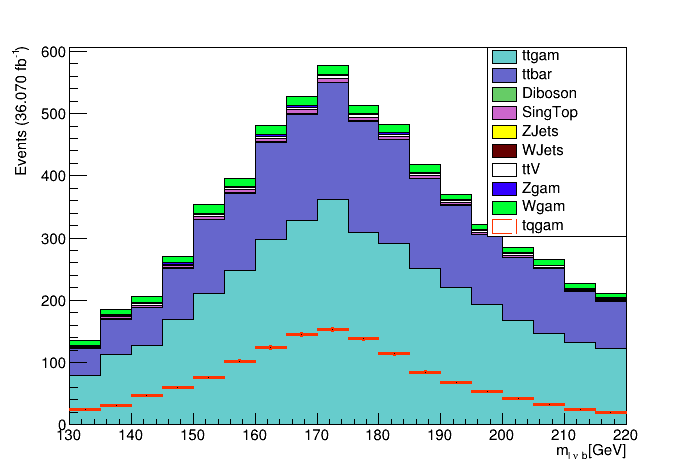 Events (36.070 fb⁻¹)
600
500
400
300
200
100
0
130 140 150 160 170 180 190 200 210 220
m_{lνb}[GeV]
ttgam
ttbar
Diboson
SingTop
ZJets
WJets
ttV
Zgam
Wgam
tqgam